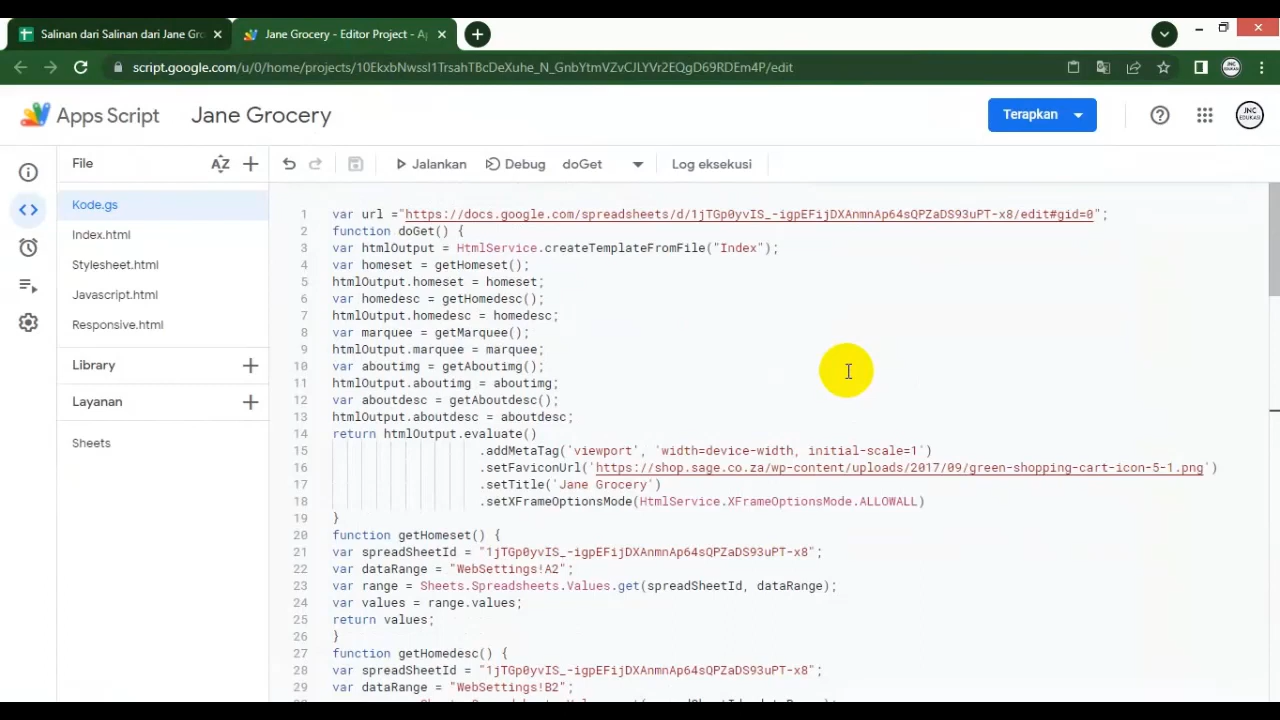 Salinan dari Salinan dari Jane Gro
Jane Grocery - Editor Project - Ap
script.google.com/u/0/home/projects/10EkxbNwssI1TrsahTBcDeXuhe_N_GnbYtmVZvCJLYVr2EQgD69RDEm4P/edit
JNC EDUKASI
Apps Script
Jane Grocery
Terapkan
JNC
EDUKASI
File
AZ
Jalankan
Debug
doGet
Log eksekusi
Kode.gs
Index.html
Stylesheet.html
Javascript.html
Responsive.html
Library
Layanan
Sheets
1 var url ="https://docs.google.com/spreadsheets/d/1jTGp0yvIS_-igpEFijDXAnmnAp64sQPZaDS93uPT-x8/edit#gid=0";
2 function doGet() {
3 var htmlOutput = HtmlService.createTemplateFromFile("Index");
4 var homeset = getHomeset();
5 htmlOutput.homeset = homeset;
6 var homedesc = getHomedesc();
7 htmlOutput.homedesc = homedesc;
8 var marquee = getMarquee();
9 htmlOutput.marquee = marquee;
10 var aboutimg = getAboutimg();
11 htmlOutput.aboutimg = aboutimg;
12 var aboutdesc = getAboutdesc();
13 htmlOutput.aboutdesc = aboutdesc;
14 return htmlOutput.evaluate()
15 .addMetaTag('viewport', 'width=device-width, initial-scale=1')
16 .setFaviconUrl('https://shop.sage.co.za/wp-content/uploads/2017/09/green-shopping-cart-icon-5-1.png')
17 .setTitle('Jane Grocery')
18 .setXFrameOptionsMode(HtmlService.XFrameOptionsMode.ALLOWALL)
19 }
20 function getHomeset() {
21 var spreadSheetId = "1jTGp0yvIS_-igpEFijDXAnmnAp64sQPZaDS93uPT-x8";
22 var dataRange = "WebSettings!A2";
23 var range = Sheets.Spreadsheets.Values.get(spreadSheetId, dataRange);
24 var values = range.values;
25 return values;
26 }
27 function getHomedesc() {
28 var spreadSheetId = "1jTGp0yvIS_-igpEFijDXAnmnAp64sQPZaDS93uPT-x8";
29 var dataRange = "WebSettings!B2";